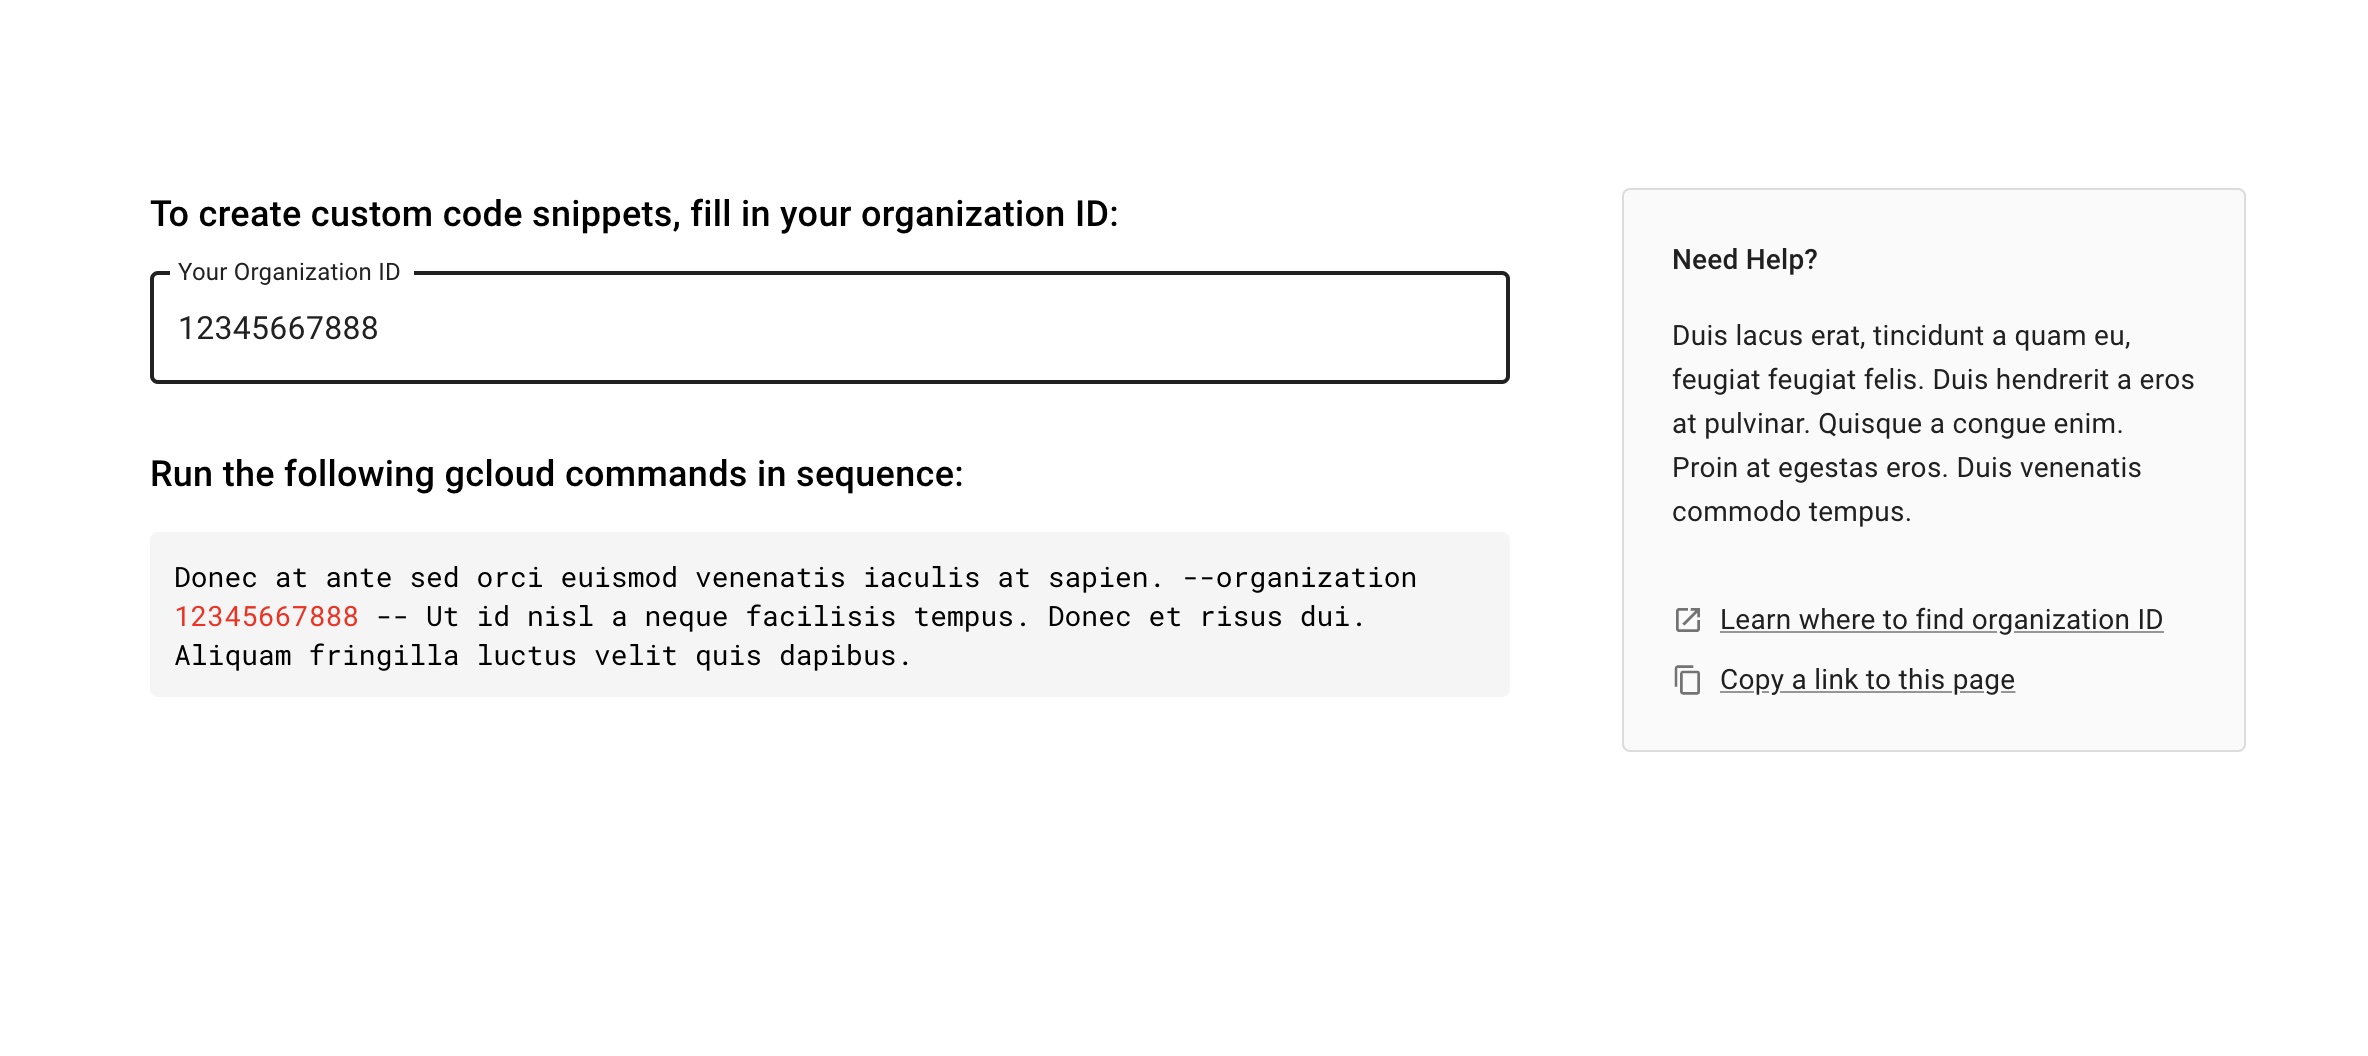 To create custom code snippets, fill in your organization ID:
Your Organization ID
12345667888
Run the following gcloud commands in sequence:
Donec at ante sed orci euismod venenatis iaculis at sapien. --organization
12345667888 -- Ut id nisl a neque facilisis tempus. Donec et risus dui.
Aliquam fringilla luctus velit quis dapibus.
Need Help?
Duis lacus erat, tincidunt a quam eu,
feugiat feugiat felis. Duis hendrerit a eros
at pulvinar. Quisque a congue enim.
Proin at egestas eros. Duis venenatis
commodo tempus.
Learn where to find organization ID
Copy a link to this page